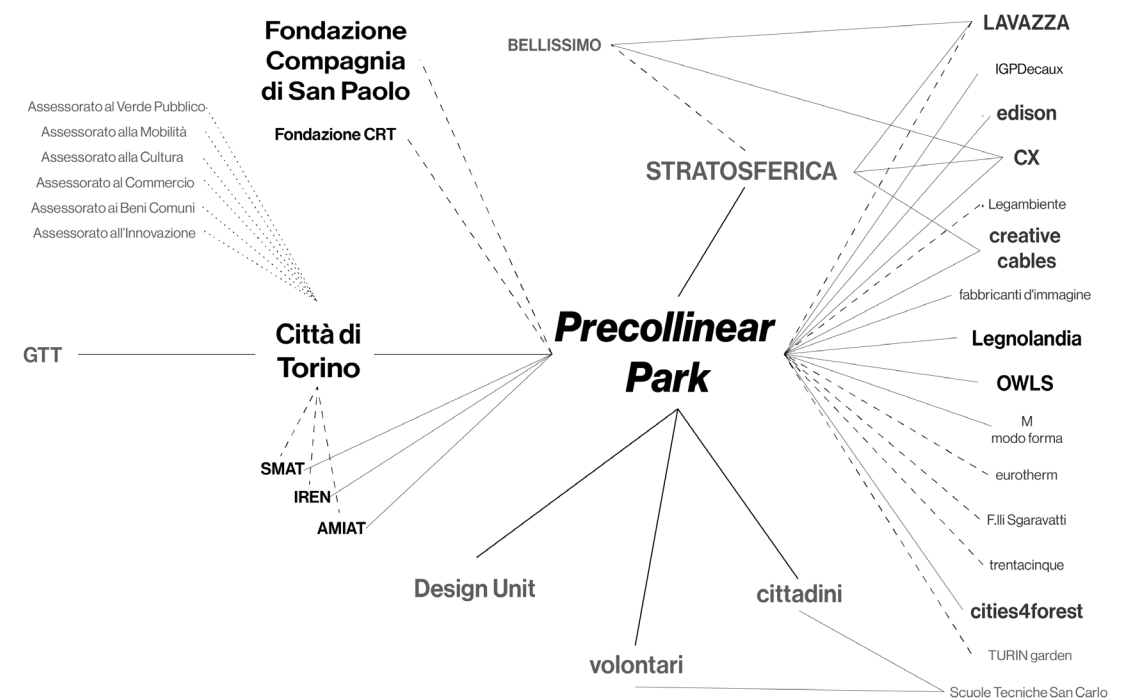 Fondazione
Compagnia
di San Paolo
Fondazione CRT
Assessorato al Verde Pubblico
Assessorato alla Mobilità
Assessorato alla Cultura
Assessorato al Commercio
Assessorato ai Beni Comuni
Assessorato all'Innovazione
GTT
Città di
Torino
SMAT
IREN
AMIAT
BELLISSIMO
STRATOSFERICA
Precollinear
Park
Design Unit
volontari
cittadini
LAVAZZA
IGPDecaux
edison
CX
Legambiente
creative
cables
fabbricanti d'immagine
Legnolandia
OWLS
M
modo forma
eurotherm
F.lli Sgaravatti
trentacinque
cities4forest
TURIN garden
Scuole Tecniche San Carlo